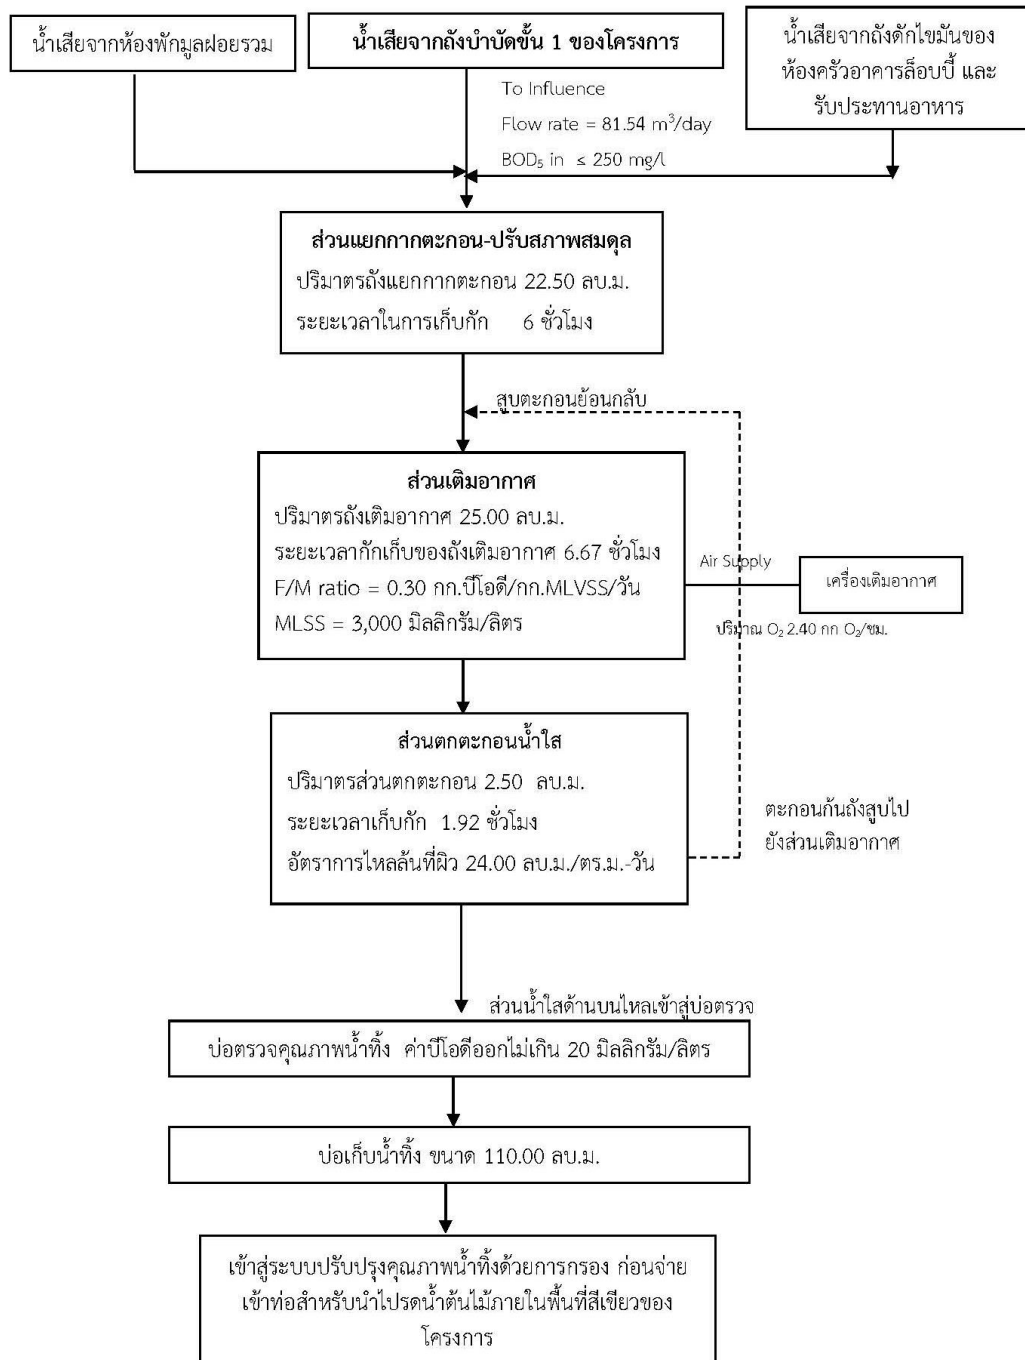 น้ำเสียจากห้องพักมูลฝอยรวม
น้ำเสียจากถังบำบัดขั้น 1 ของโครงการ
น้ำเสียจากถังดักไขมันของ
ห้องครัวอาคารล็อบบี้ และ
รับประทานอาหาร
To Influence
Flow rate = 81.54 m³/day
BOD₅ in ≤ 250 mg/l
ส่วนแยกกากตะกอน-ปรับสภาพสมดุล
ปริมาตรถังแยกกากตะกอน 22.50 ลบ.ม.
ระยะเวลาในการเก็บกัก 6 ชั่วโมง
สูบตะกอนย้อนกลับ
ส่วนเติมอากาศ
ปริมาตรถังเติมอากาศ 25.00 ลบ.ม.
ระยะเวลากักเก็บของถังเติมอากาศ 6.67 ชั่วโมง
F/M ratio = 0.30 กก.บีโอดี/กก.MLVSS/วัน
MLSS = 3,000 มิลลิกรัม/ลิตร
Air Supply
เครื่องเติมอากาศ
ปริมาณ O₂ 2.40 กก O₂/ชม.
ส่วนตกตะกอนน้ำใส
ปริมาตรส่วนตกตะกอน 2.50 ลบ.ม.
ระยะเวลาเก็บกัก 1.92 ชั่วโมง
อัตราการไหลล้นที่ผิว 24.00 ลบ.ม./ตร.ม.-วัน
ตะกอนก้นถังสูบไป
ยังส่วนเติมอากาศ
ส่วนน้ำใสด้านบนไหลเข้าสู่บ่อตรวจ
บ่อตรวจคุณภาพน้ำทิ้ง ค่าบีโอดีออกไม่เกิน 20 มิลลิกรัม/ลิตร
บ่อเก็บน้ำทิ้ง ขนาด 110.00 ลบ.ม.
เข้าสู่ระบบปรับปรุงคุณภาพน้ำทิ้งด้วยการกรอง ก่อนจ่าย
เข้าท่อสำหรับนำไปรดน้ำต้นไม้ภายในพื้นที่สีเขียวของ
โครงการ